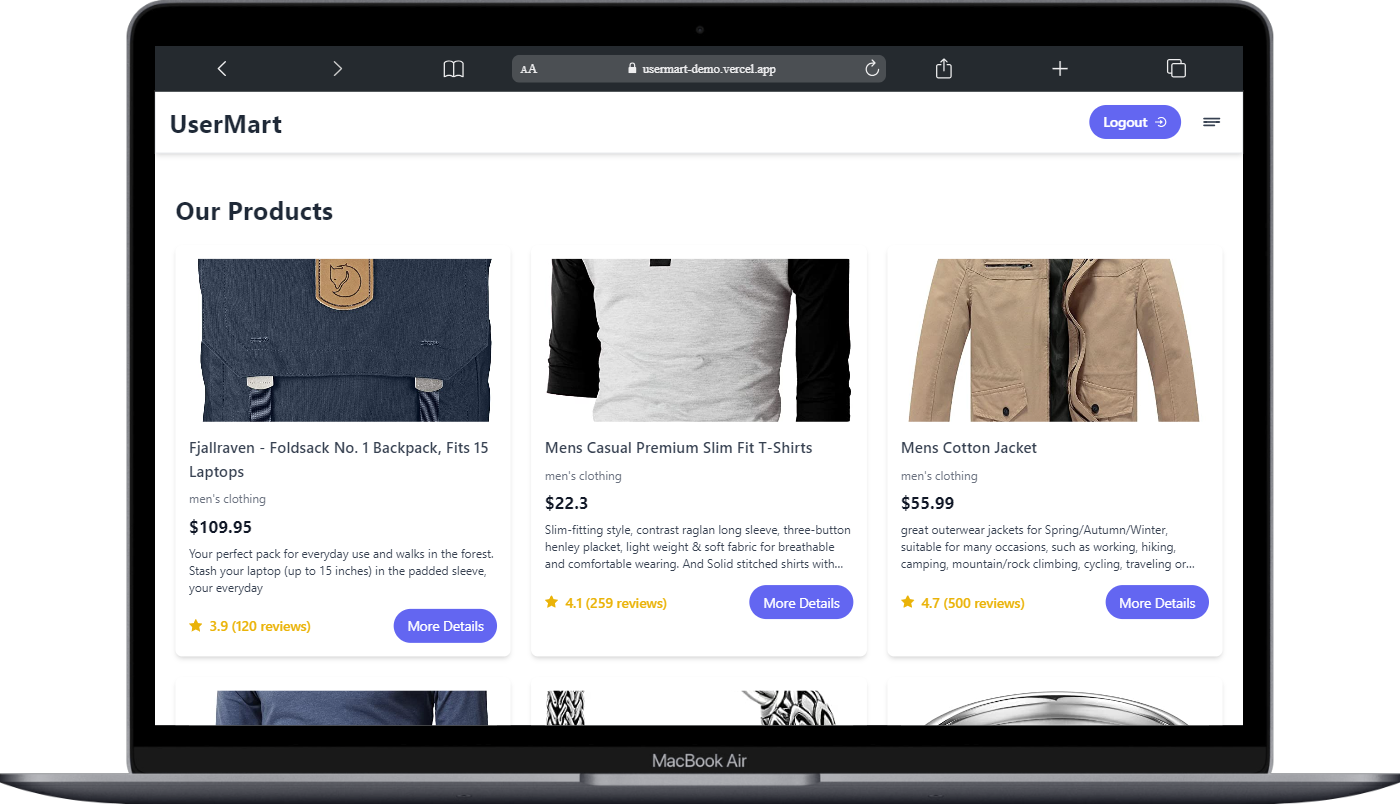 AA
usermart-demo.vercel.app
UserMart
Logout
Our Products
Fjallraven - Foldsack No. 1 Backpack, Fits 15
Laptops
men's clothing
$109.95
Your perfect pack for everyday use and walks in the forest.
Stash your laptop (up to 15 inches) in the padded sleeve,
your everyday
3.9 (120 reviews)
More Details
Mens Casual Premium Slim Fit T-Shirts
men's clothing
$22.3
Slim-fitting style, contrast raglan long sleeve, three-button
henley placket, light weight & soft fabric for breathable
and comfortable wearing. And Solid stitched shirts with...
4.1 (259 reviews)
More Details
Mens Cotton Jacket
men's clothing
$55.99
great outerwear jackets for Spring/Autumn/Winter,
suitable for many occasions, such as working, hiking,
camping, mountain/rock climbing, cycling, traveling or...
4.7 (500 reviews)
More Details
MacBook Air